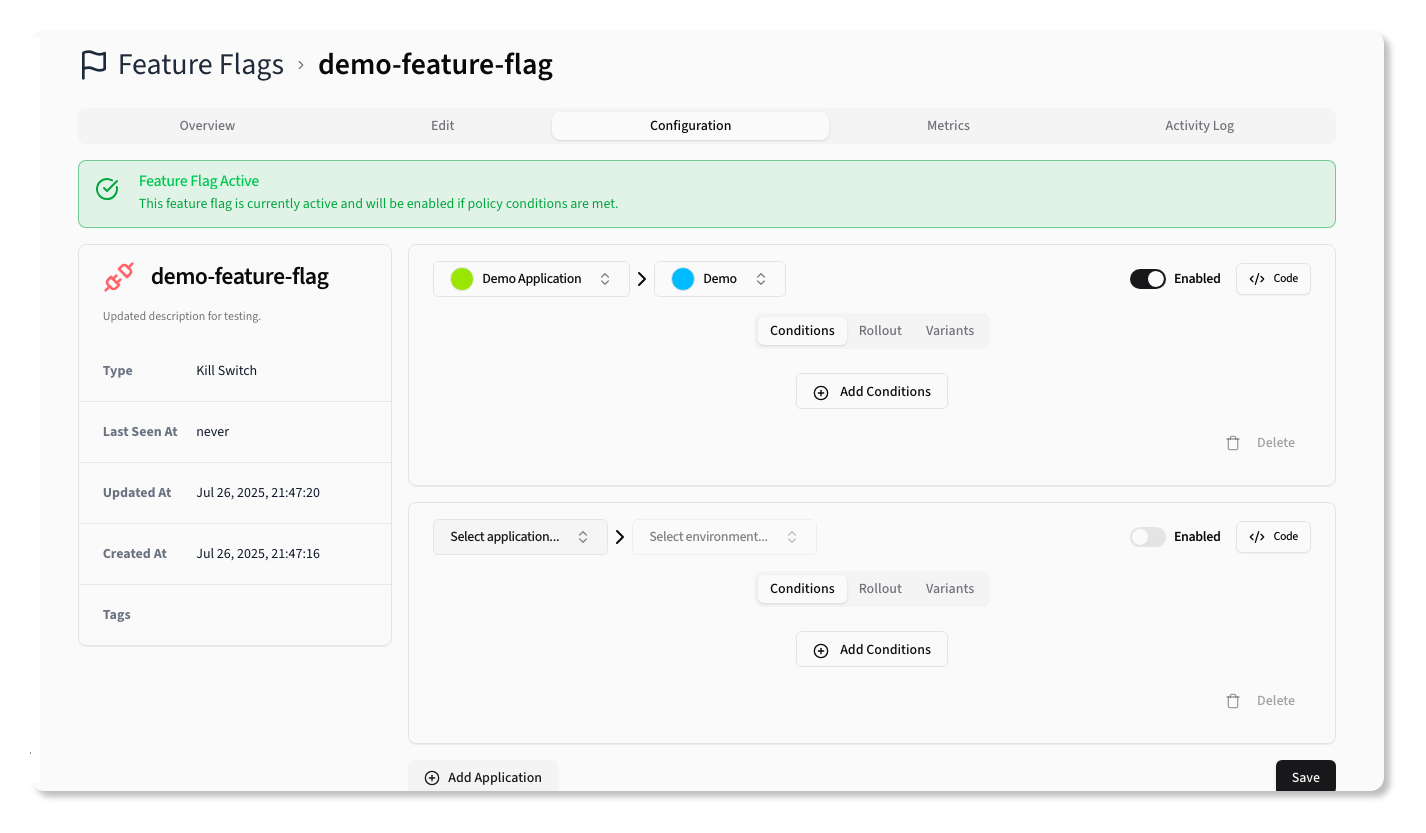 Feature Flags › demo-feature-flag
Overview Edit Configuration Metrics Activity Log
Feature Flag Active
This feature flag is currently active and will be enabled if policy conditions are met.
demo-feature-flag
Updated description for testing.
Type Kill Switch
Last Seen At never
Updated At Jul 26, 2025, 21:47:20
Created At Jul 26, 2025, 21:47:16
Tags
Demo Application Demo Enabled </> Code
Conditions Rollout Variants
Add Conditions
Delete
Select application... Select environment... Enabled </> Code
Conditions Rollout Variants
Add Conditions
Delete
Add Application Save